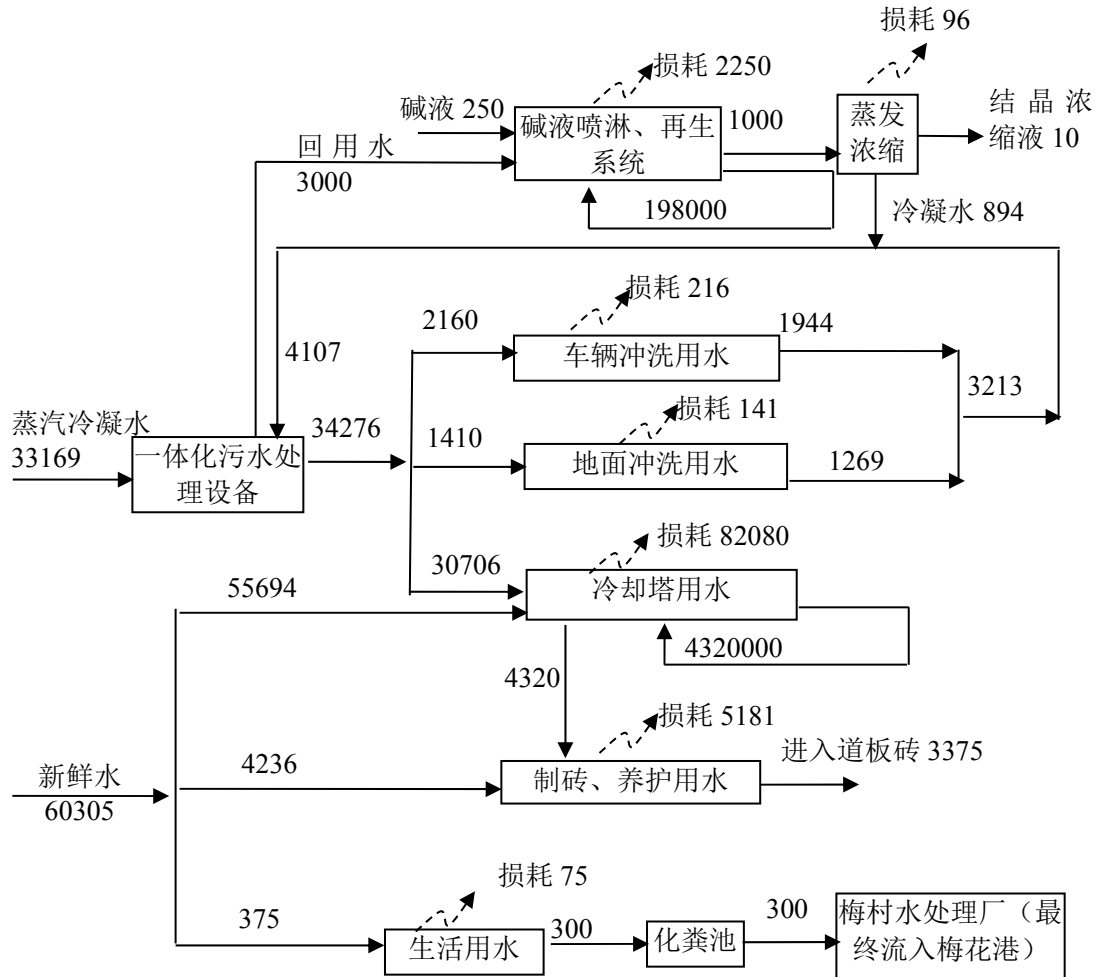 损耗 96
损耗 2250
碱液 250
碱液喷淋、再生
系统
1000
蒸发
浓缩
结 晶 浓
缩液 10
回 用 水
3000
198000
冷凝水 894
损耗 216
2160
1944
车辆冲洗用水
4107
3213
损耗 141
蒸汽冷凝水
33169
一体化污水处
理设备
34276
1410
地面冲洗用水
1269
损耗 82080
30706
55694
冷却塔用水
4320000
4320
损耗 5181
新鲜水
60305
4236
制砖、养护用水
进入道板砖 3375
损耗 75
375
生活用水
300
化粪池
300
梅村水处理厂（最
终流入梅花港）